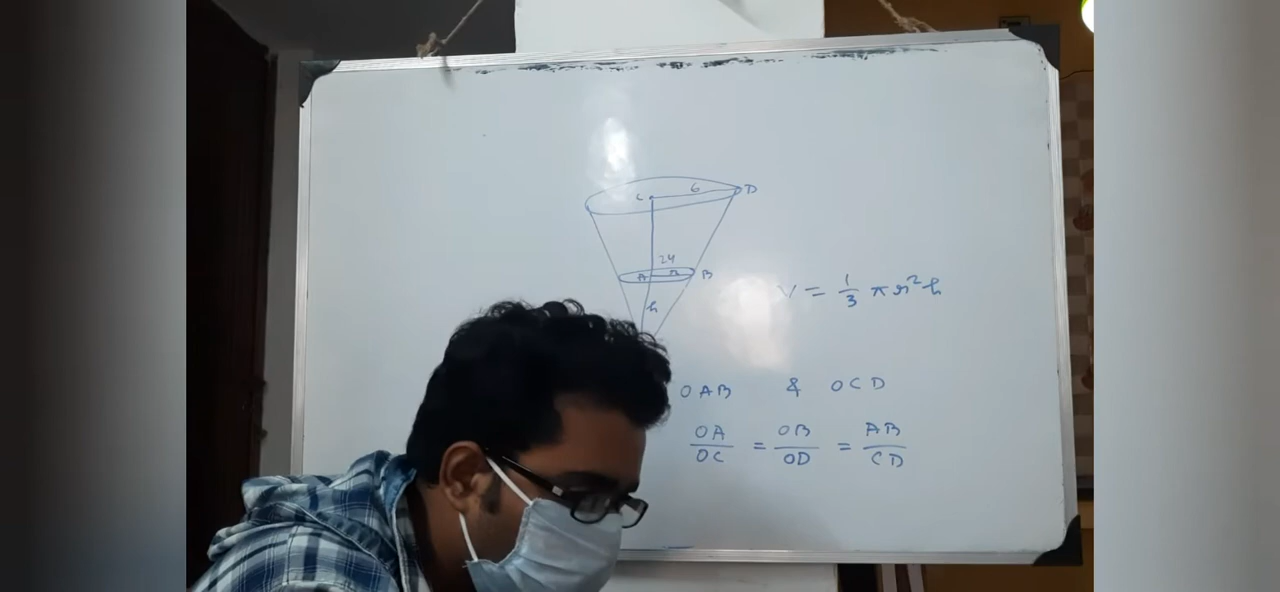 C 6 D
24
A r B
h
V = 1/3 π r² h
OAB & OCD
OA/OC = OB/OD = AB/CD